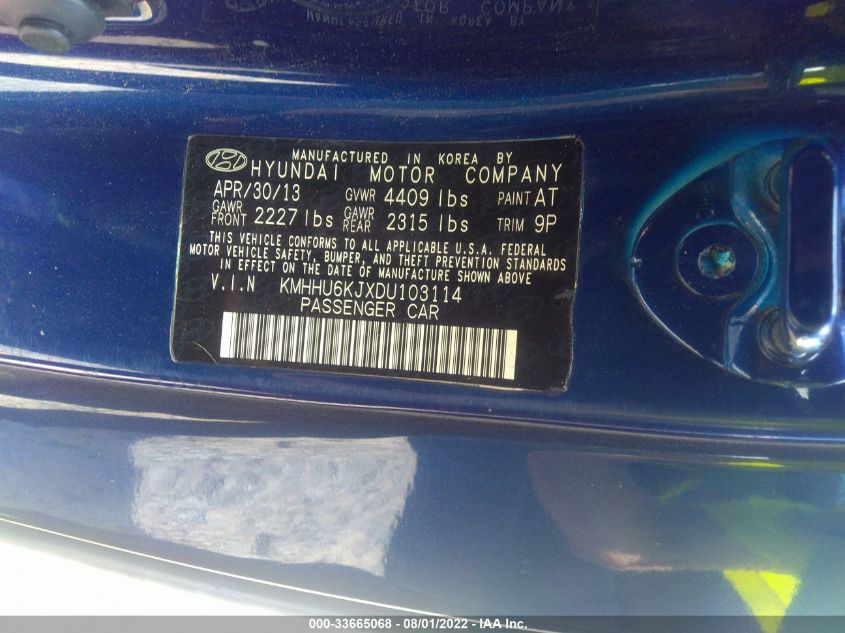 MOTOR COMPANY
MANUFACTURED IN KOREA BY
HYUNDAI MOTOR COMPANY
APR/30/13 GVWR 4409 lbs PAINT AT
GAWR FRONT 2227 lbs GAWR REAR 2315 lbs TRIM 9P
THIS VEHICLE CONFORMS TO ALL APPLICABLE U.S.A. FEDERAL
MOTOR VEHICLE SAFETY, BUMPER, AND THEFT PREVENTION STANDARDS
IN EFFECT ON THE DATE OF MANUFACTURE SHOWN ABOVE
V.I.N KMHHU6KJXDU103114
PASSENGER CAR
000-33665068 - 08/01/2022 - IAA Inc.